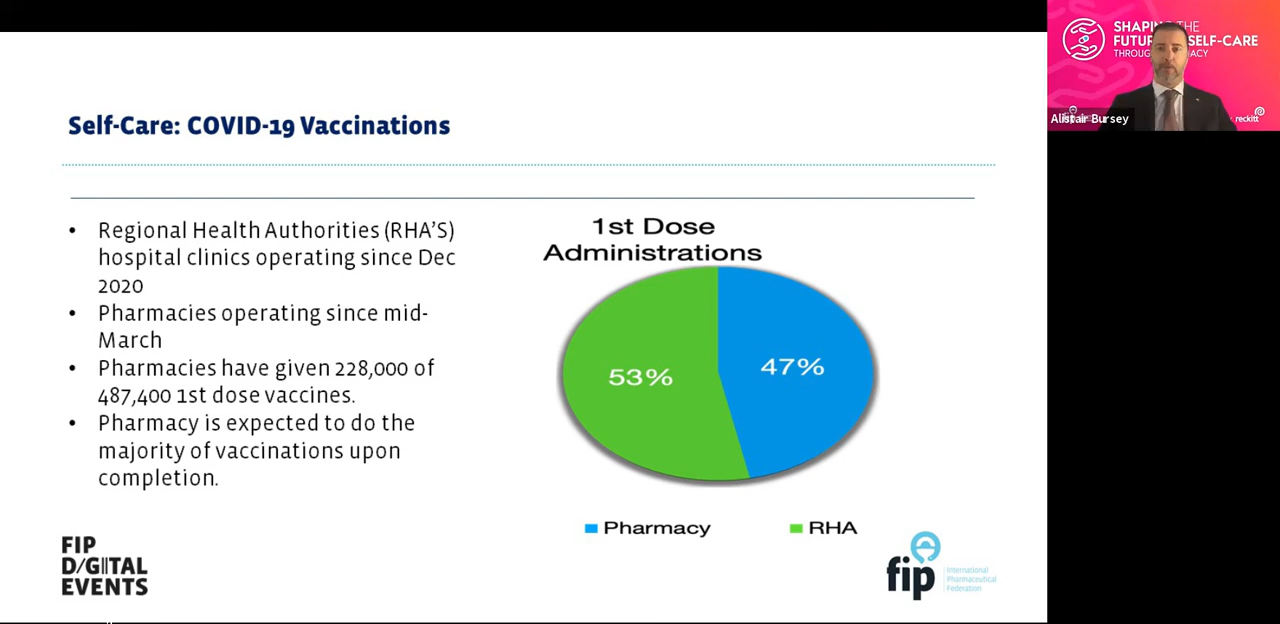 Self-Care: COVID-19 Vaccinations
• Regional Health Authorities (RHA'S)
hospital clinics operating since Dec
2020
• Pharmacies operating since mid-
March
• Pharmacies have given 228,000 of
487,400 1st dose vaccines.
• Pharmacy is expected to do the
majority of vaccinations upon
completion.
1st Dose
Administrations
53%
47%
Pharmacy
RHA
FIP
D/G\TAL
EVENTS
fip
International
Pharmaceutical
Federation
THE
SELF-CARE
Alistair Bursey
reckitt